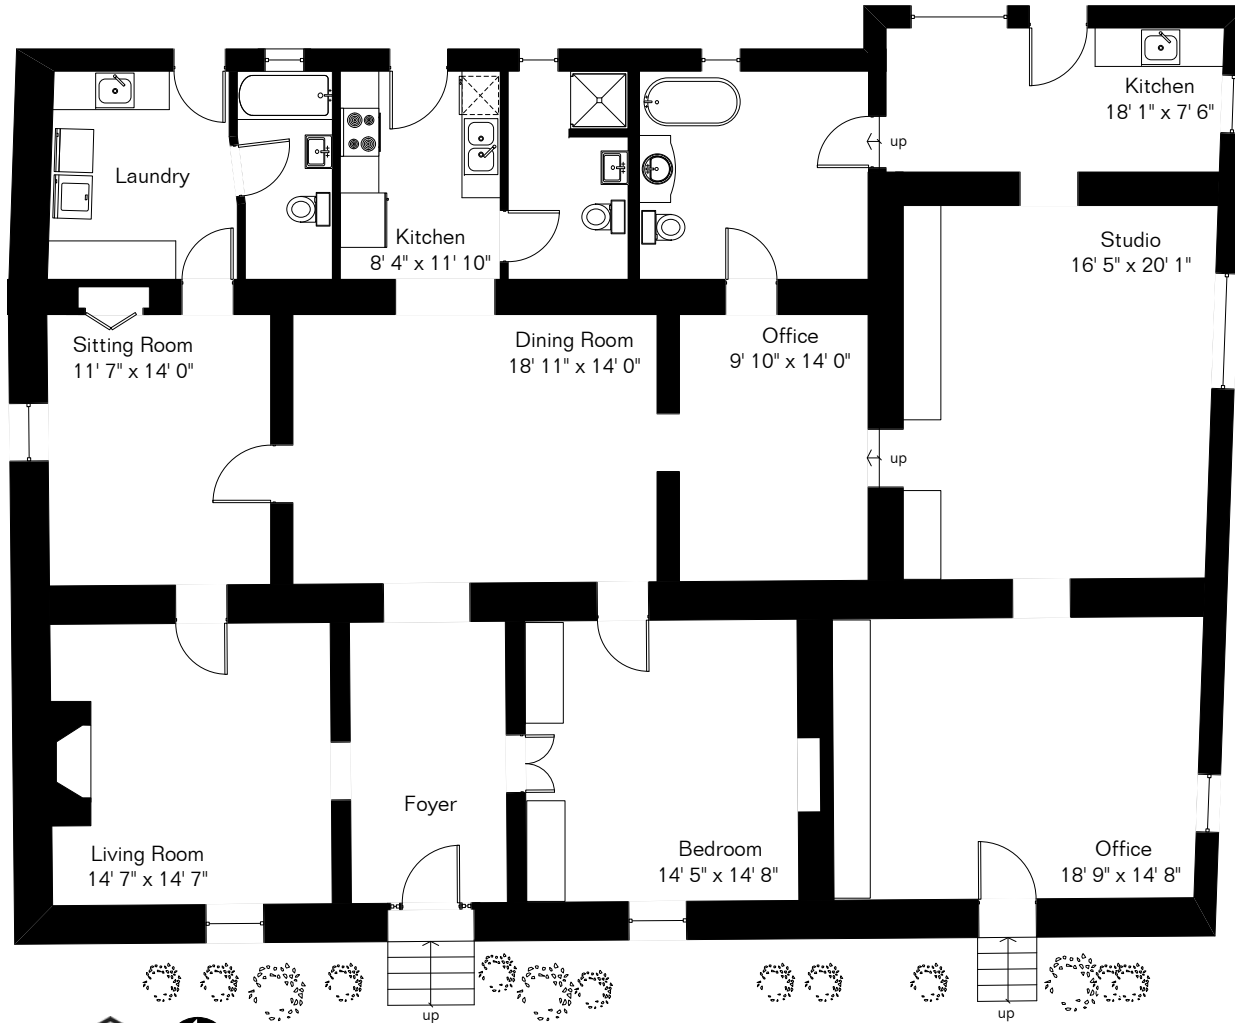 Kitchen
18' 1" x 7' 6"
up
Laundry
Kitchen
8' 4" x 11' 10"
Studio
16' 5" x 20' 1"
Sitting Room
11' 7" x 14' 0"
Dining Room
18' 11" x 14' 0"
Office
9' 10" x 14' 0"
up
Foyer
Living Room
14' 7" x 14' 7"
Bedroom
14' 5" x 14' 8"
Office
18' 9" x 14' 8"
up
up